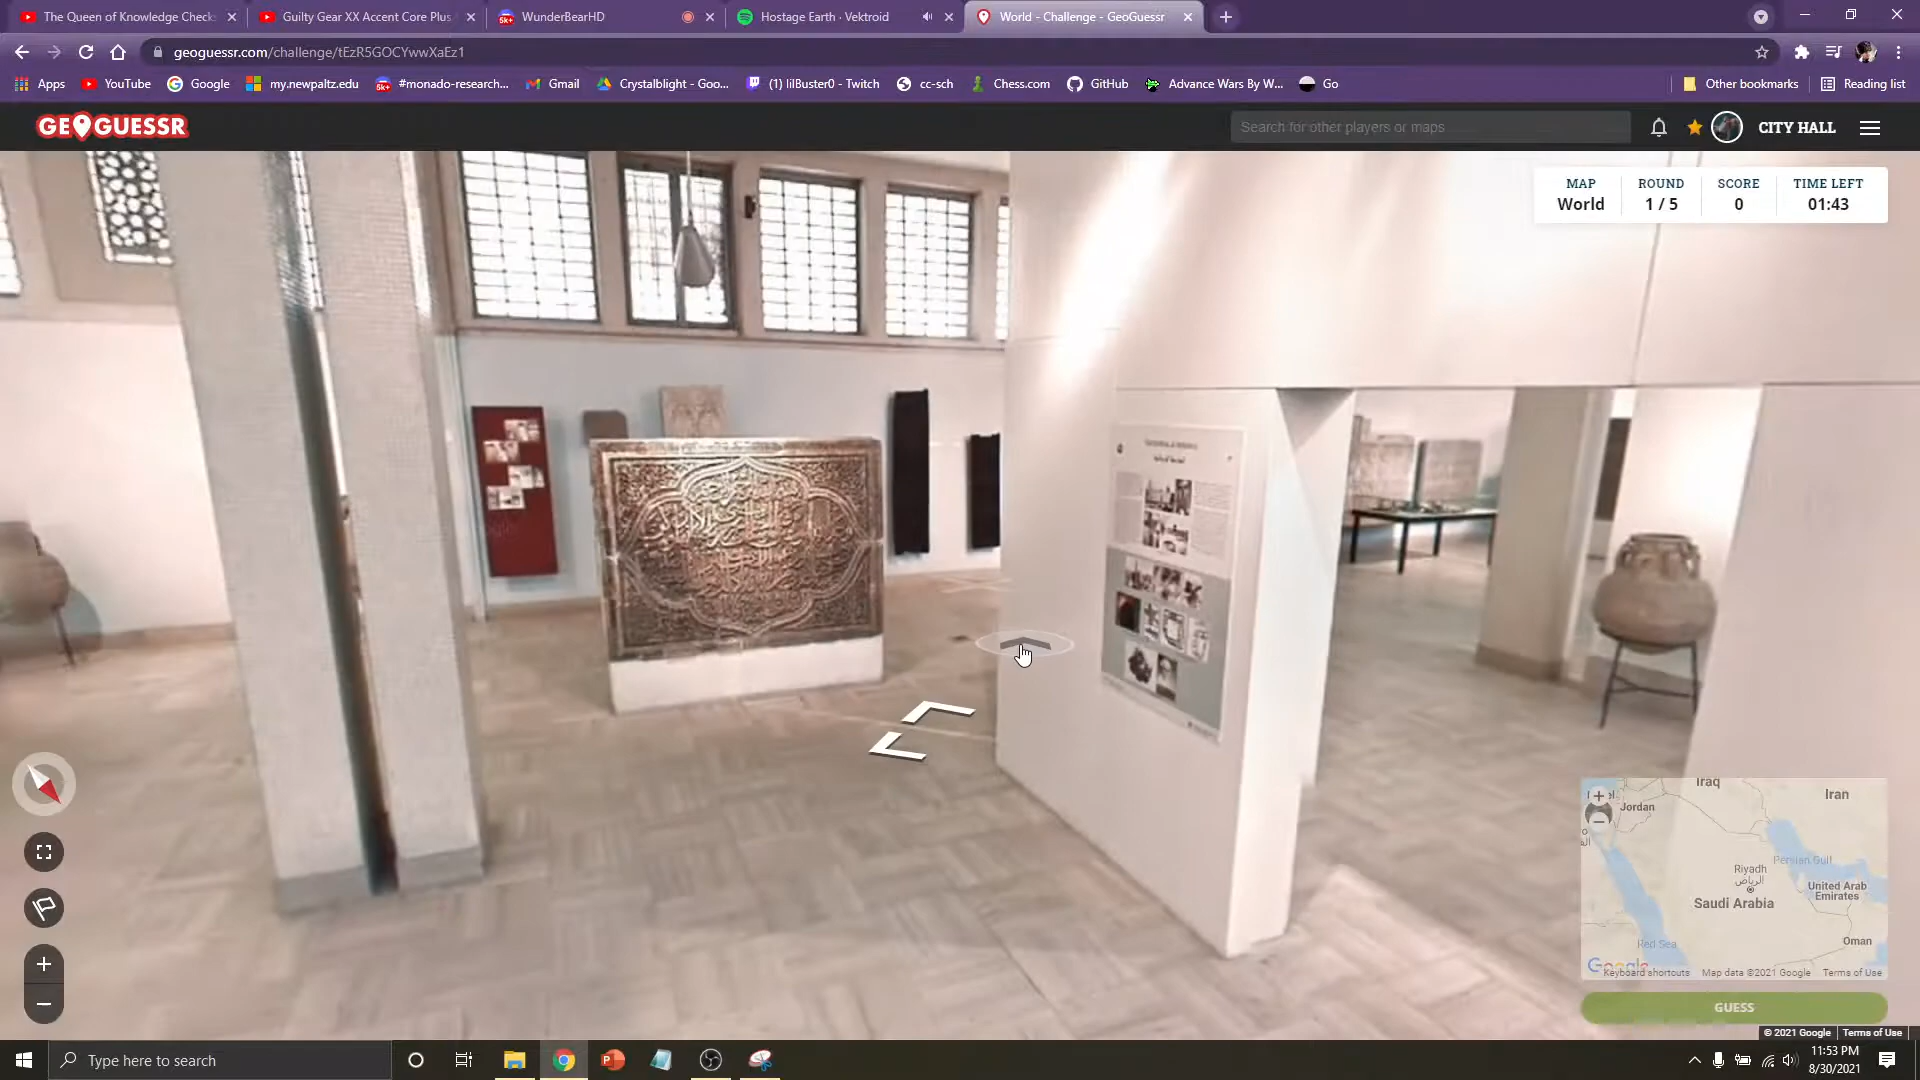 The Queen of Knowledge Check
Guilty Gear XX Accent Core Plus
WunderBearHD
Hostage Earth · Vektroid
World - Challenge - GeoGuessr
geoguessr.com/challenge/tEzR5GOCYwwXaEz1
Apps
YouTube
Google
my.newpaltz.edu
#monado-research...
Gmail
Crystalblight - Goo...
(1) lilBuster0 - Twitch
cc-sch
Chess.com
GitHub
Advance Wars By W...
Go
Other bookmarks
Reading list
GEOGUESSR
Search for other players or maps
CITY HALL
MAP
World
ROUND
1 / 5
SCORE
0
TIME LEFT
01:43
Iraq
Iran
Jordan
Persian Gulf
Riyadh
الرياض
United Arab
Emirates
Saudi Arabia
Oman
Red Sea
Google
Keyboard shortcuts
Map data ©2021 Google
Terms of Use
GUESS
© 2021 Google
Terms of Use
Type here to search
11:53 PM
8/30/2021